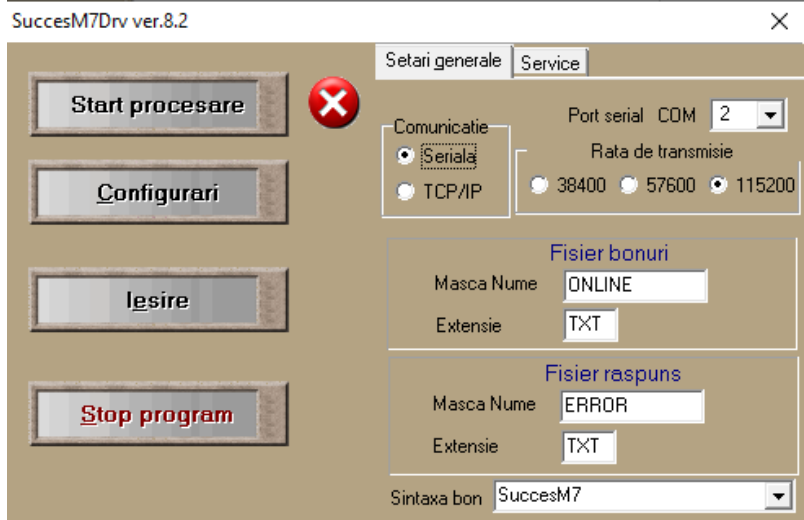 SuccesM7Drv ver.8.2
Start procesare
Configurari
Iesire
Stop program
Setari generale
Service
Comunicatie
Seriala
TCP/IP
Port serial COM 2
Rata de transmisie
38400 57600 115200
Fisier bonuri
Masca Nume ONLINE
Extensie TXT
Fisier raspuns
Masca Nume ERROR
Extensie TXT
Sintaxa bon SuccesM7